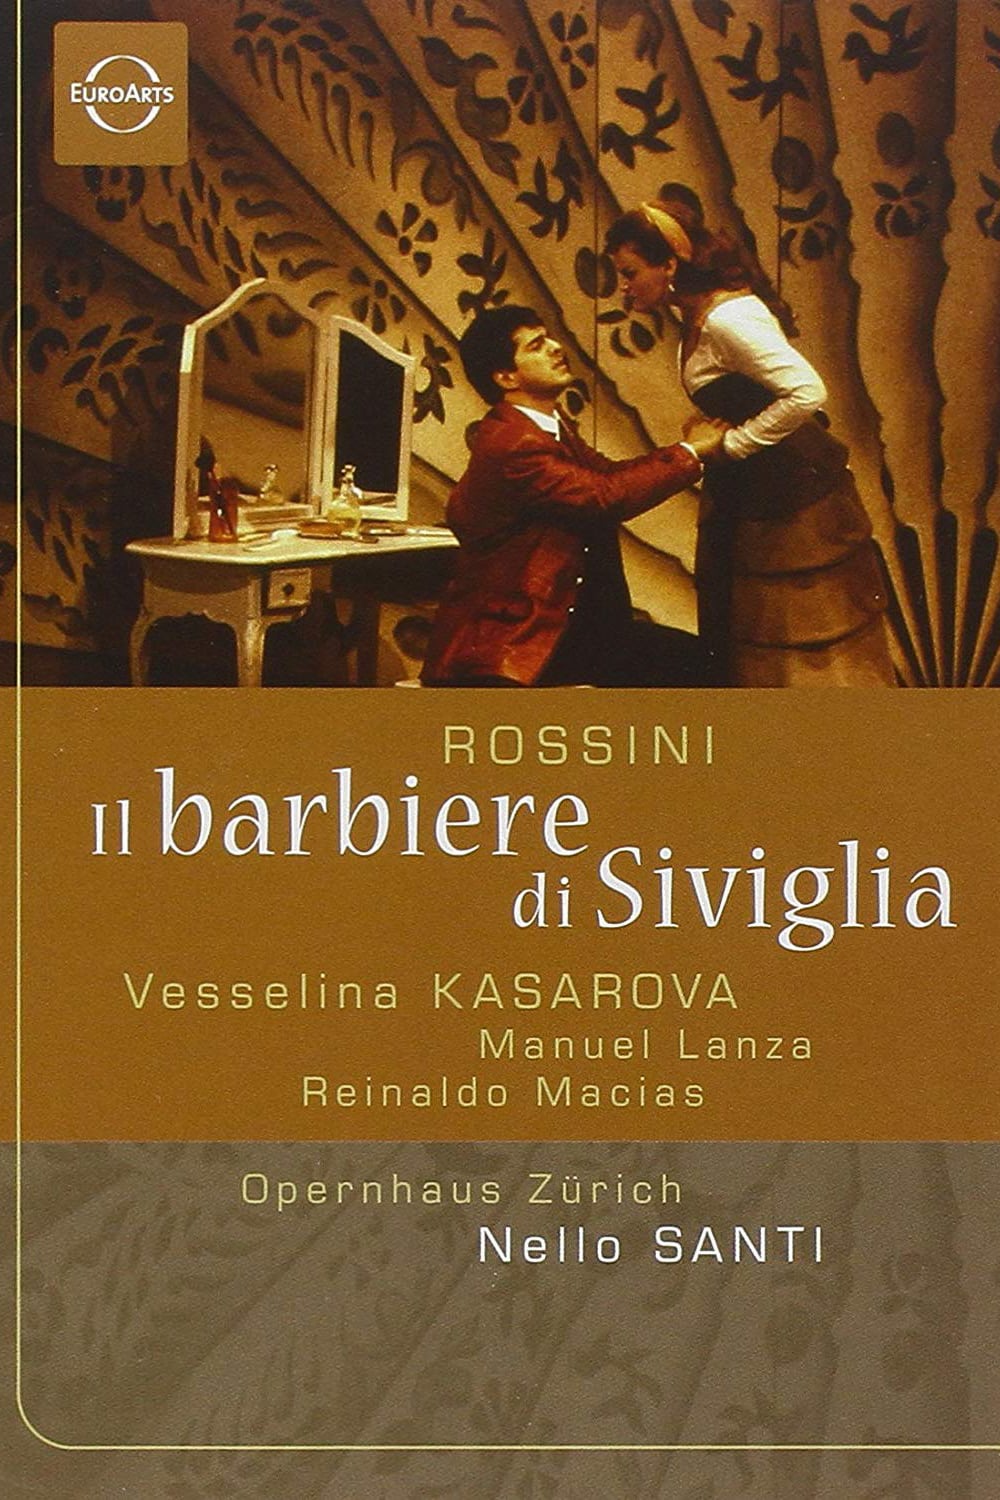 EUROARTS
ROSSINI
Il barbiere
di Siviglia
Vesselina KASAROVA
Manuel Lanza
Reinaldo Macias
Opernhaus Zürich
Nello SANTI